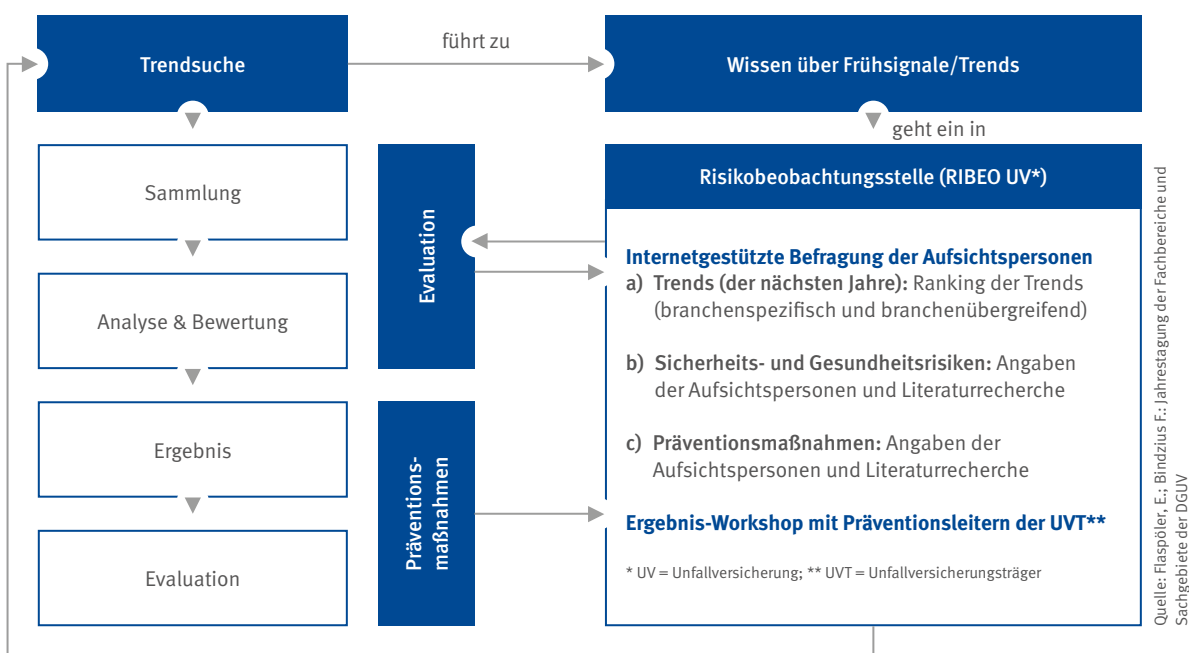 Trendsuche
führt zu
Wissen über Frühsignale/Trends
geht ein in
Sammlung
Analyse & Bewertung
Ergebnis
Evaluation
Evaluation
Präventions-
maßnahmen
Risikobeobachtungsstelle (RIBEO UV*)
Internetgestützte Befragung der Aufsichtspersonen
a) Trends (der nächsten Jahre): Ranking der Trends
(branchenspezifisch und branchenübergreifend)
b) Sicherheits- und Gesundheitsrisiken: Angaben
der Aufsichtspersonen und Literaturrecherche
c) Präventionsmaßnahmen: Angaben der
Aufsichtspersonen und Literaturrecherche
Ergebnis-Workshop mit Präventionsleitern der UVT**
* UV = Unfallversicherung; ** UVT = Unfallversicherungsträger
Quelle: Flaspöler, E.; Bindzius F.: Jahrestagung der Fachbereiche und
Sachgebiete der DGUV